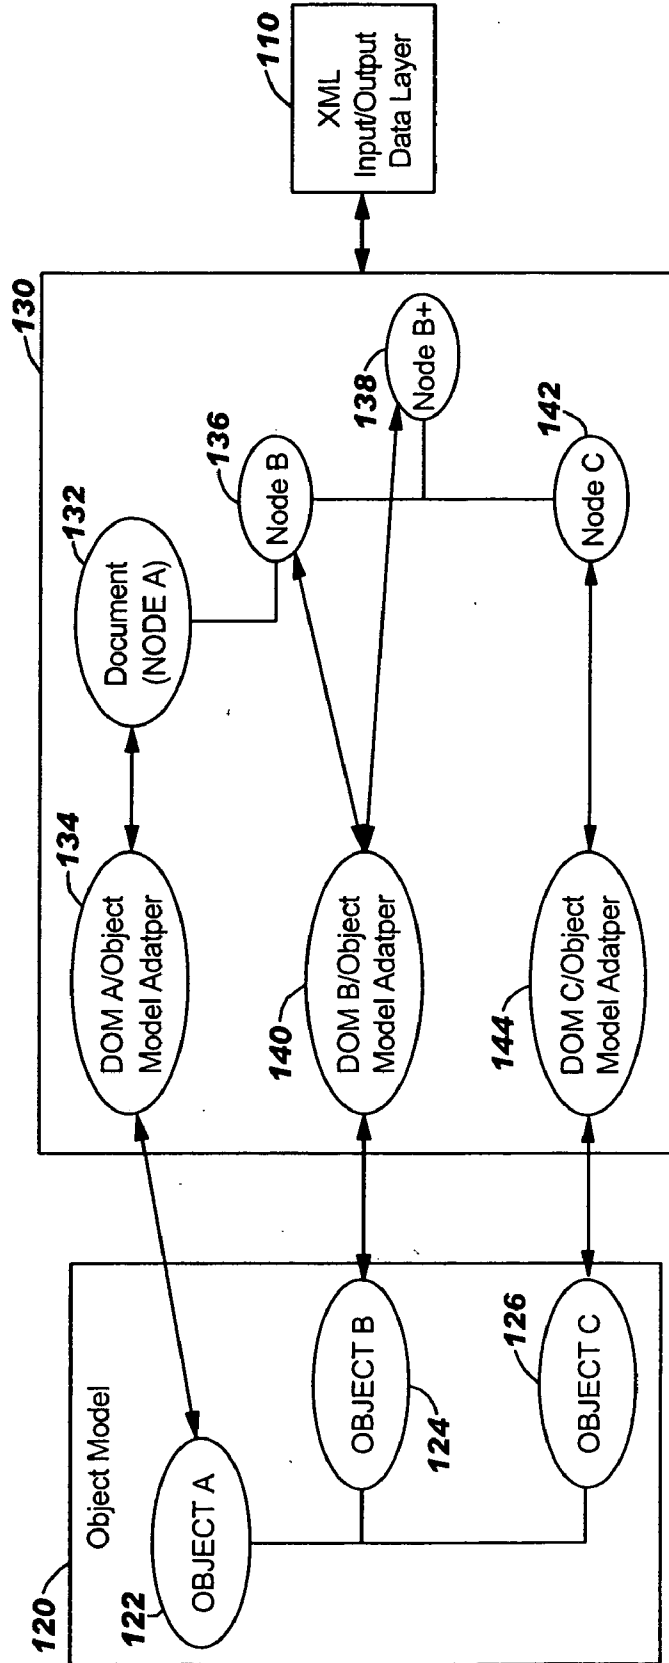 120
Object Model
122
OBJECT A
OBJECT B
124
126
OBJECT C
130
134
DOM A/Object
Model Adatper
132
Document
(NODE A)
140
DOM B/Object
Model Adatper
136
Node B
138
Node B+
144
DOM C/Object
Model Adatper
142
Node C
110
XML
Input/Output
Data Layer